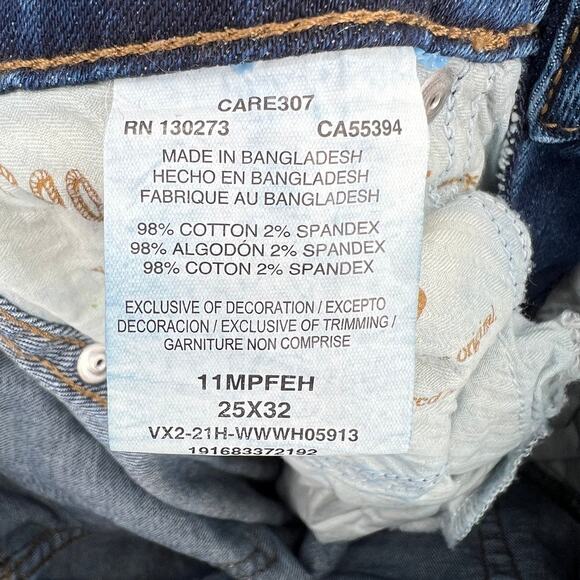 CARE307
RN 130273 CA55394
MADE IN BANGLADESH
HECHO EN BANGLADESH
FABRIQUE AU BANGLADESH
98% COTTON 2% SPANDEX
98% ALGODÓN 2% SPANDEX
98% COTON 2% SPANDEX
EXCLUSIVE OF DECORATION / EXCEPTO
DECORACION / EXCLUSIVE OF TRIMMING /
GARNITURE NON COMPRISE
11MPFEH
25X32
VX2-21H-WWWH05913
191683372192